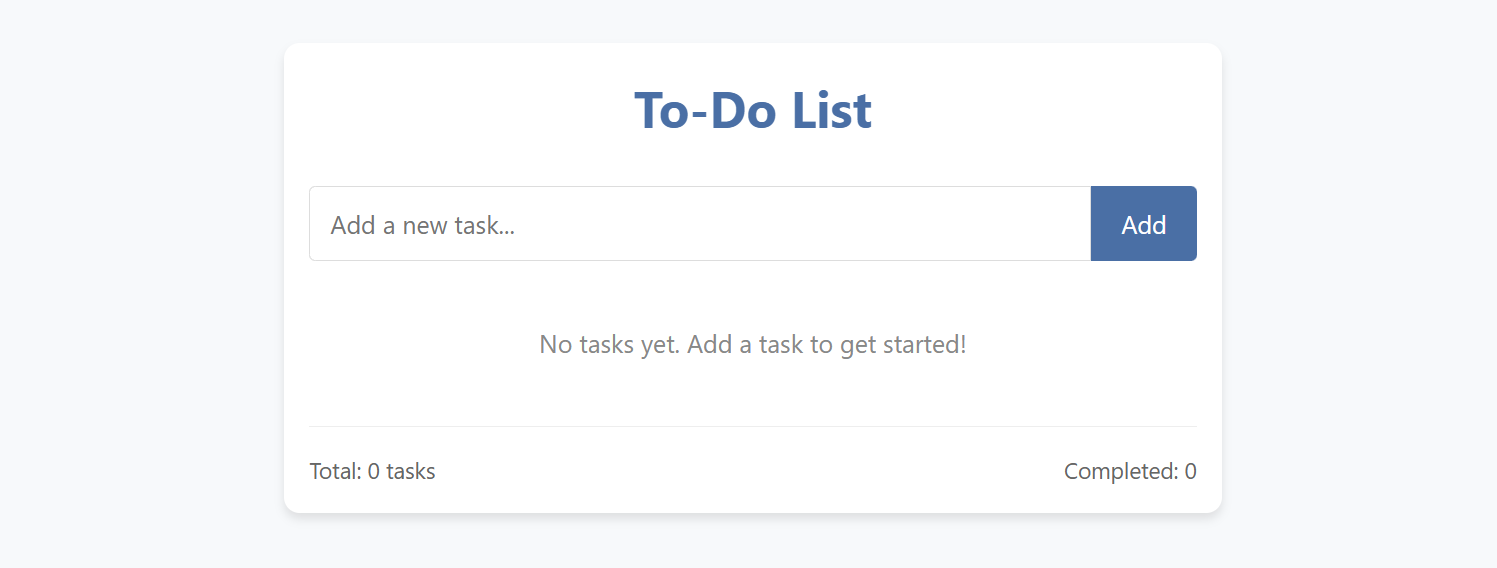 To-Do List
Add a new task...
Add
No tasks yet. Add a task to get started!
Total: 0 tasks
Completed: 0